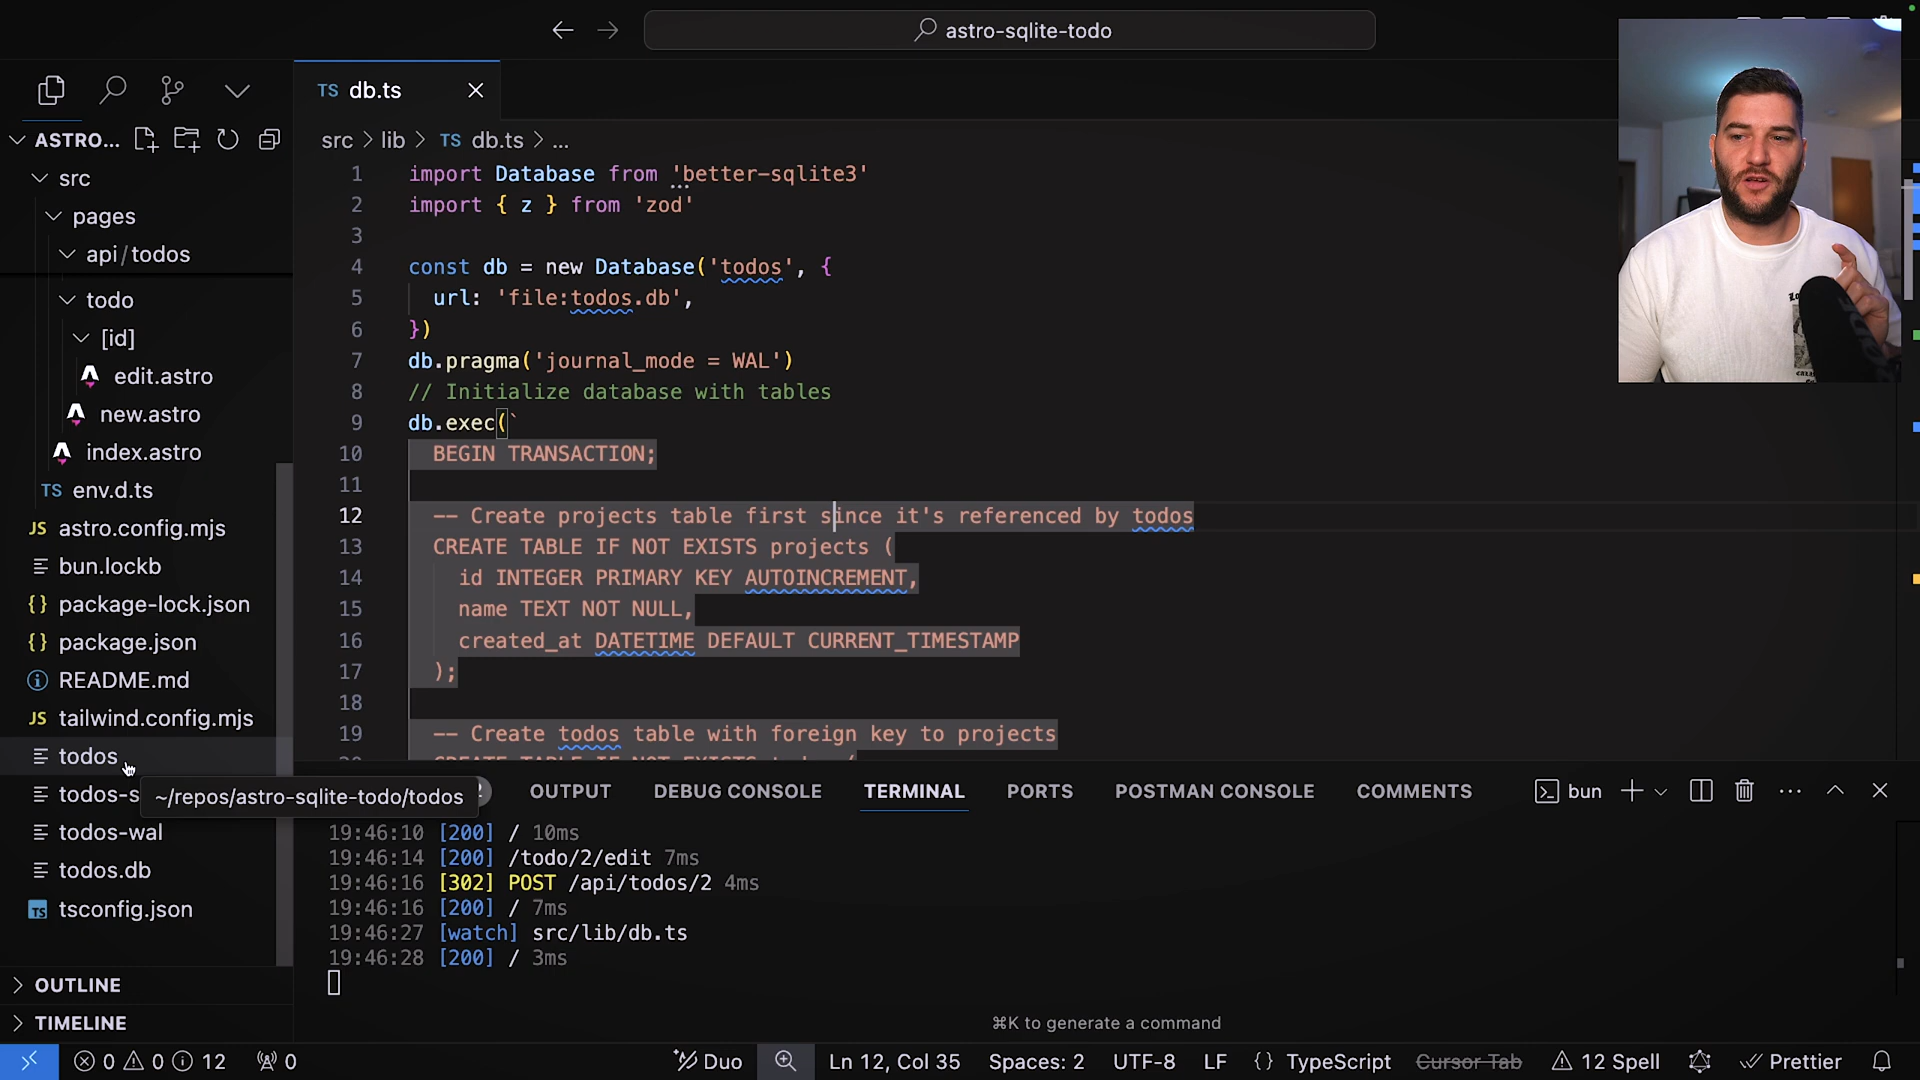 astro-sqlite-todo
ASTRO...
src
pages
api/todos
todo
[id]
edit.astro
new.astro
index.astro
TS env.d.ts
JS astro.config.mjs
bun.lockb
{} package-lock.json
{} package.json
README.md
JS tailwind.config.mjs
todos
todos-s
~/repos/astro-sqlite-todo/todos
todos-wal
todos.db
TS tsconfig.json
OUTLINE
TIMELINE
TS db.ts
src > lib > TS db.ts > ...
1 import Database from 'better-sqlite3'
2 import { z } from 'zod'
3
4 const db = new Database('todos', {
5 url: 'file:todos.db',
6 })
7 db.pragma('journal_mode = WAL')
8 // Initialize database with tables
9 db.exec(`
10 BEGIN TRANSACTION;
11
12 -- Create projects table first since it's referenced by todos
13 CREATE TABLE IF NOT EXISTS projects (
14 id INTEGER PRIMARY KEY AUTOINCREMENT,
15 name TEXT NOT NULL,
16 created_at DATETIME DEFAULT CURRENT_TIMESTAMP
17 );
18
19 -- Create todos table with foreign key to projects
2 OUTPUT DEBUG CONSOLE TERMINAL PORTS POSTMAN CONSOLE COMMENTS bun
19:46:10 [200] / 10ms
19:46:14 [200] /todo/2/edit 7ms
19:46:16 [302] POST /api/todos/2 4ms
19:46:16 [200] / 7ms
19:46:27 [watch] src/lib/db.ts
19:46:28 [200] / 3ms
⌘K to generate a command
0 0 12 0 Duo Ln 12, Col 35 Spaces: 2 UTF-8 LF {} TypeScript Cursor Tab 12 Spell Prettier